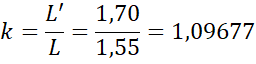 k = L′/L = 1,70/1,55 = 1,09677